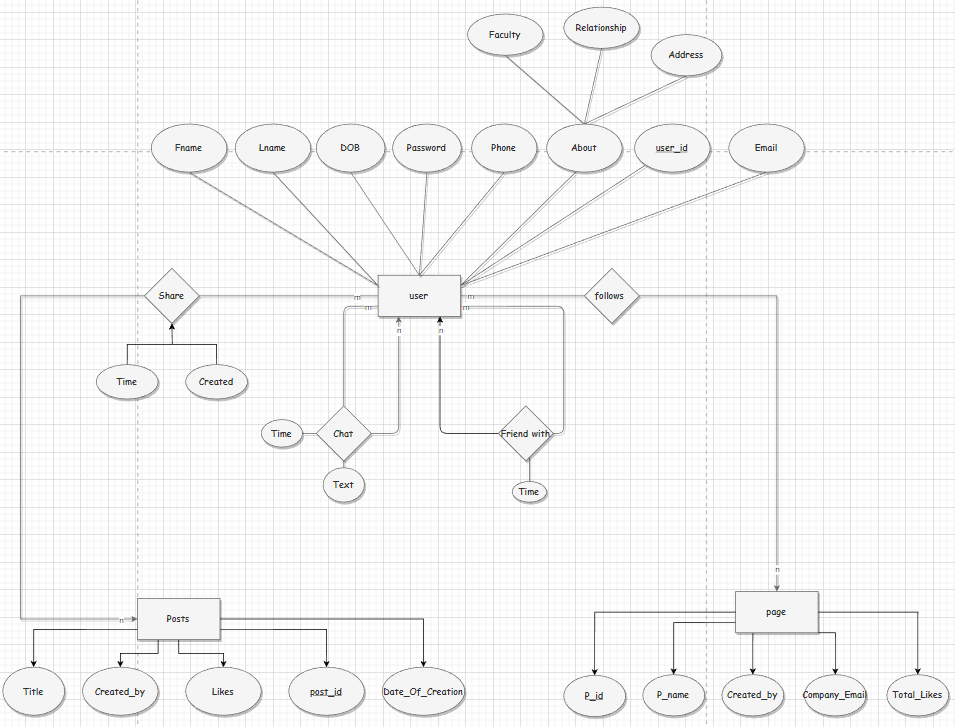 Relationship
Faculty
Address
Fname
Lname
DOB
Password
Phone
About
user_id
Email
user
Share
follows
m
m
m
m
n
n
Time
Created
Time
Chat
Friend with
Text
Time
n
n
Posts
page
Title
Created_by
Likes
post_id
Date_Of_Creation
P_id
P_name
Created_by
Company_Email
Total_Likes